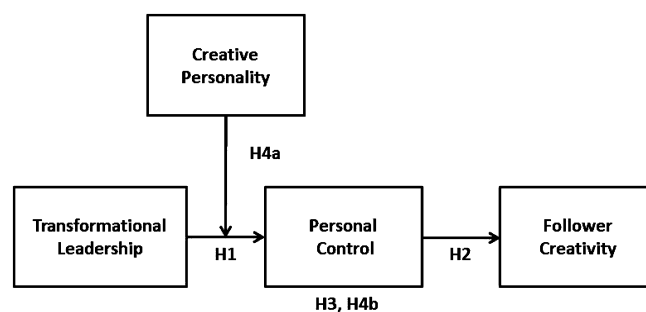 Creative
Personality
H4a
Transformational
Leadership
H1
Personal
Control
H2
Follower
Creativity
H3, H4b